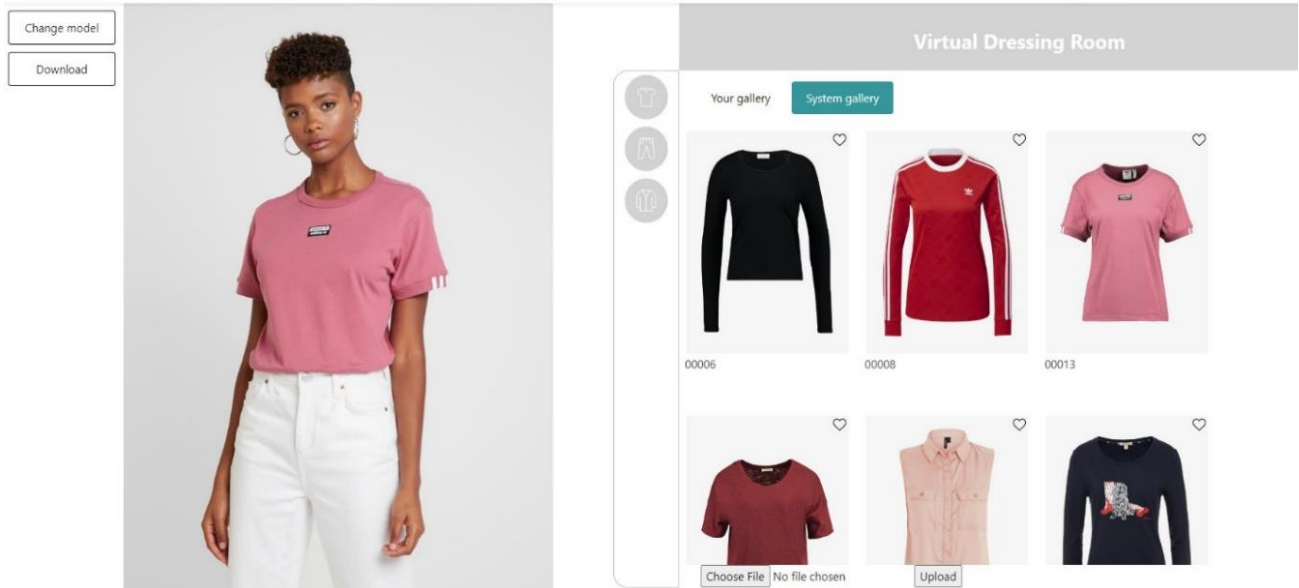 Change model
Download
Virtual Dressing Room
Your gallery
System gallery
00006
00008
00013
Choose File No file chosen
Upload